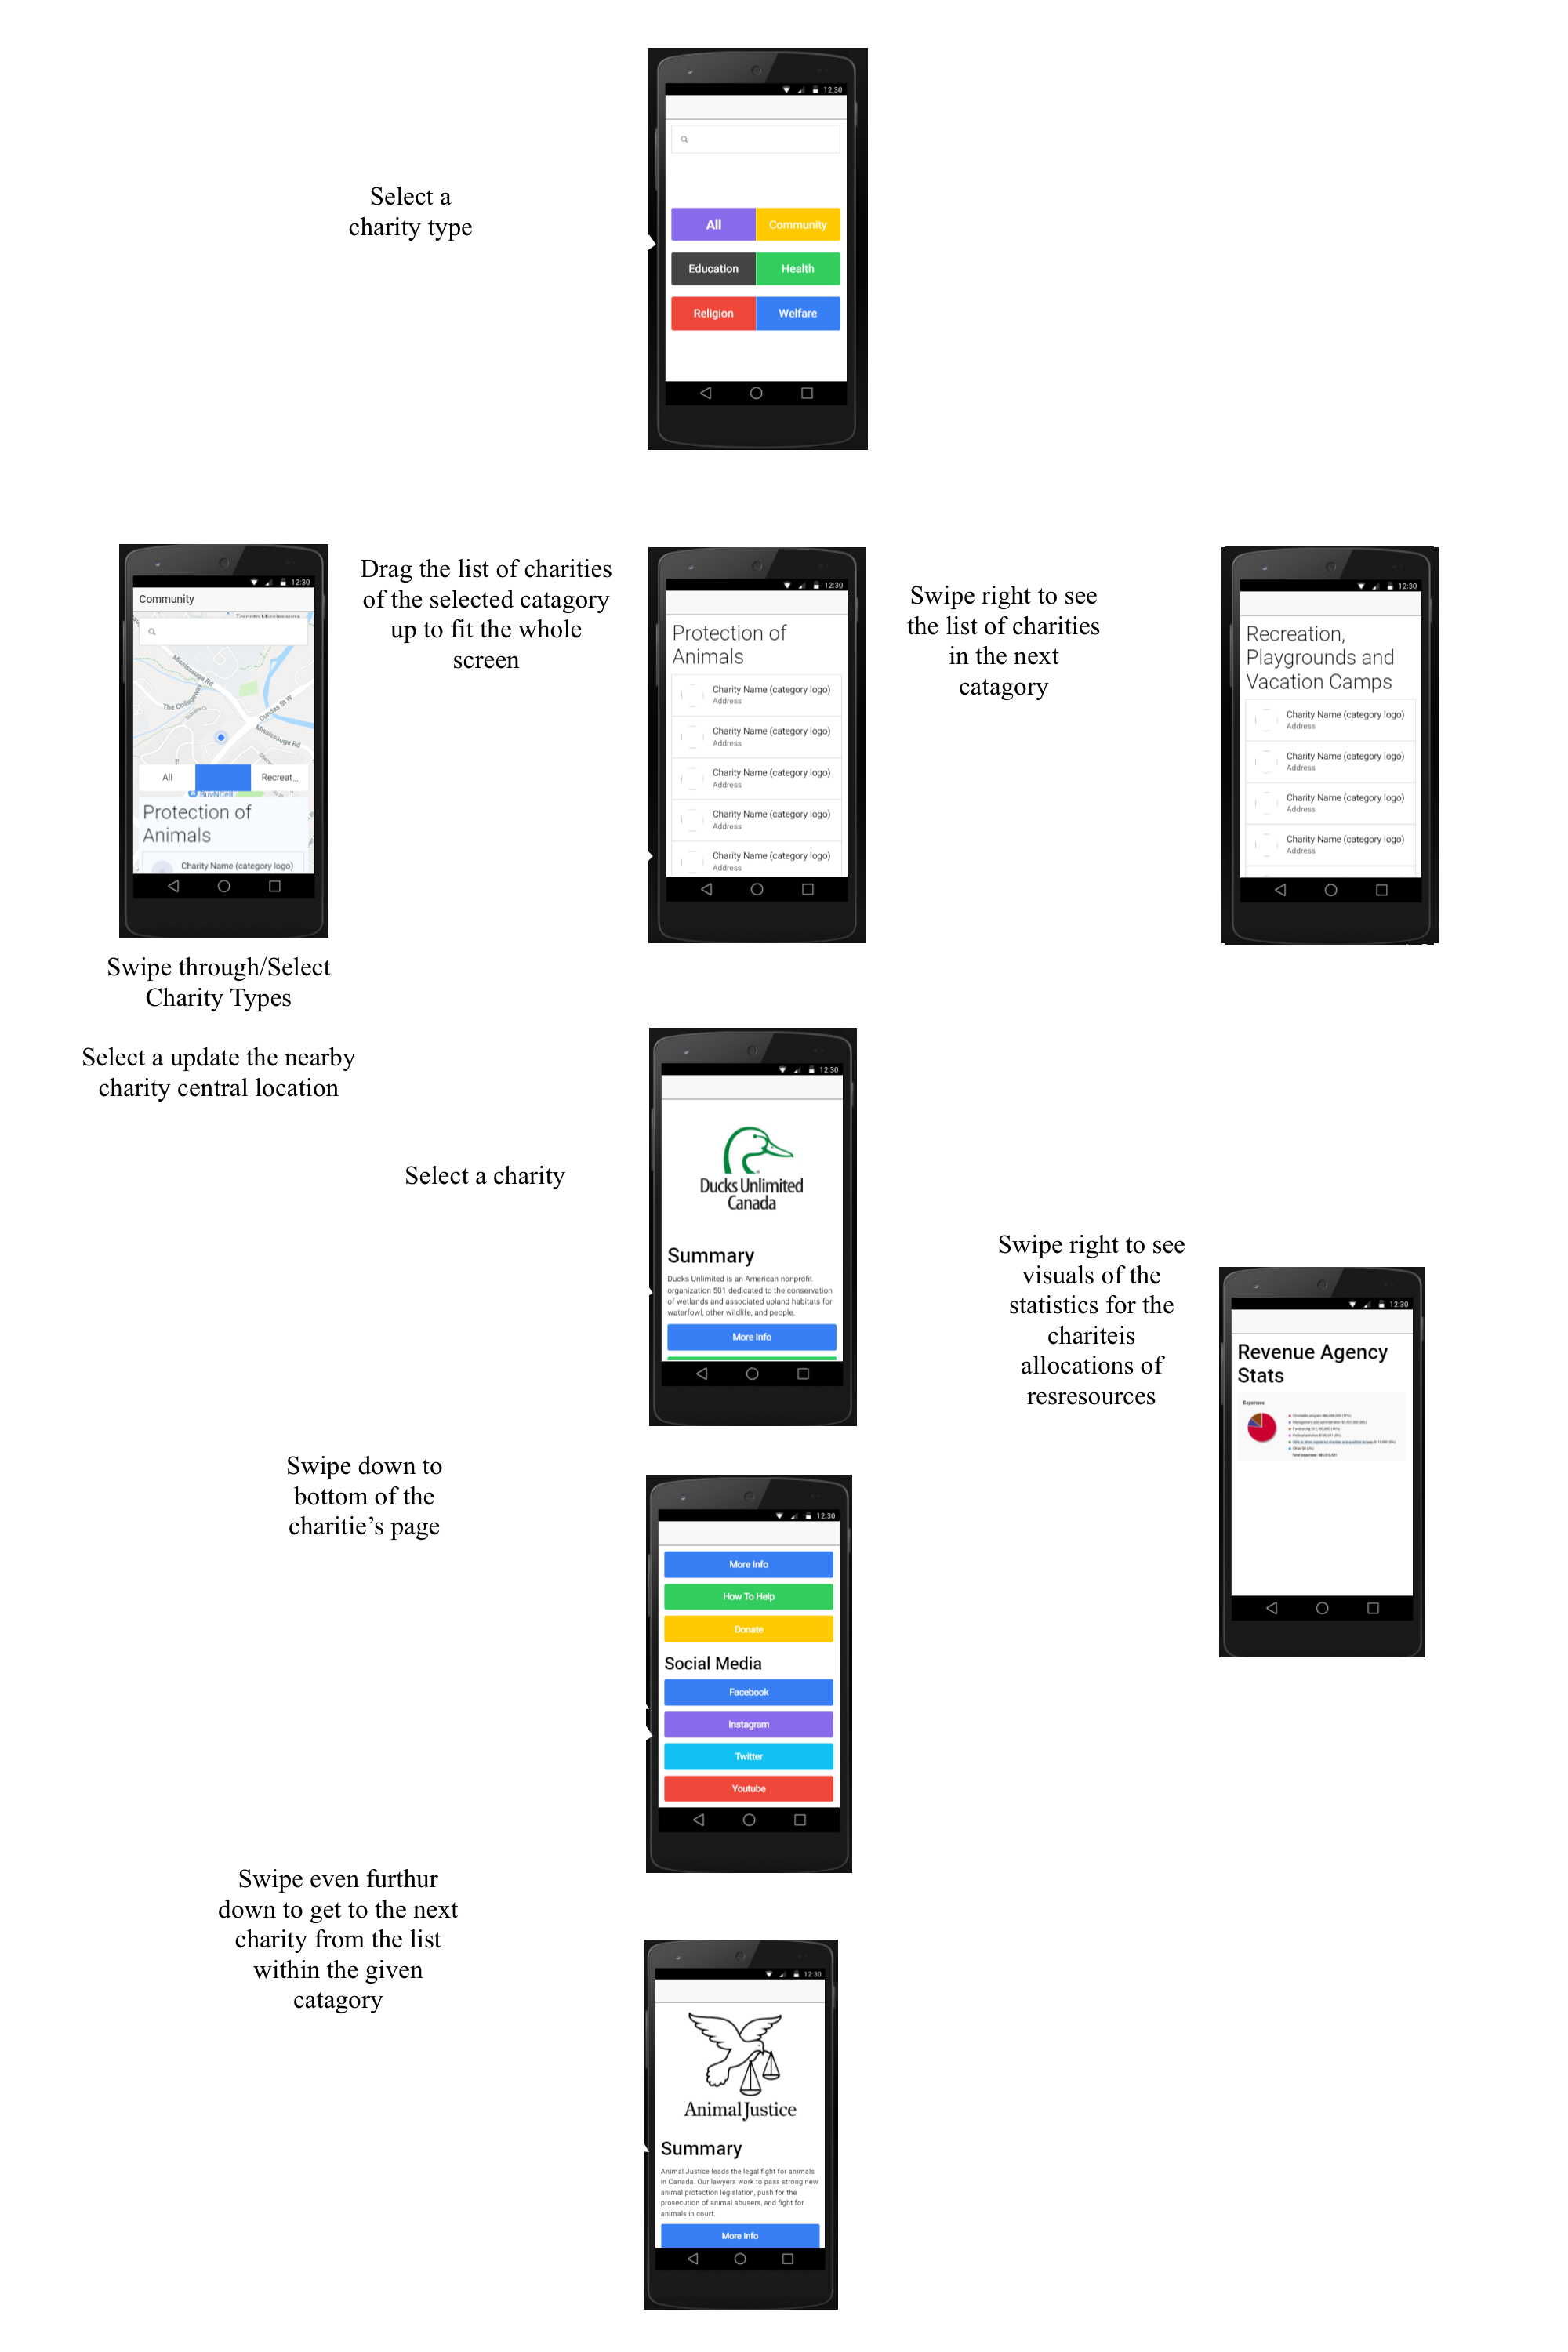 12:30
All
Community
Education
Health
Religion
Welfare
Select a
charity type
12:30
Community
Toronto Mississauga
Mississauga Rd
The Collegeway
Dundas St W
Mississauga Rd
All
Recreat...
BuyNCell
Protection of
Animals
Charity Name (category logo)
Swipe through/Select
Charity Types
Select a update the nearby
charity central location
Drag the list of charities
of the selected catagory
up to fit the whole
screen
12:30
Protection of
Animals
Charity Name (category logo)
Address
Charity Name (category logo)
Address
Charity Name (category logo)
Address
Charity Name (category logo)
Address
Charity Name (category logo)
Address
Swipe right to see
the list of charities
in the next
catagory
12:30
Recreation,
Playgrounds and
Vacation Camps
Charity Name (category logo)
Address
Charity Name (category logo)
Address
Charity Name (category logo)
Address
Charity Name (category logo)
Address
Select a charity
12:30
Ducks Unlimited
Canada
Summary
Ducks Unlimited is an American nonprofit
organization 501 dedicated to the conservation
of wetlands and associated upland habitats for
waterfowl, other wildlife, and people.
More Info
Swipe right to see
visuals of the
statistics for the
chariteis
allocations of
resresources
12:30
Revenue Agency
Stats
Expenses
Swipe down to
bottom of the
charitie’s page
12:30
More Info
How To Help
Donate
Social Media
Facebook
Instagram
Twitter
Youtube
Swipe even furthur
down to get to the next
charity from the list
within the given
catagory
12:30
AnimalJustice
Summary
Animal Justice leads the legal fight for animals
in Canada. Our lawyers work to pass strong new
animal protection legislation, push for the
prosecution of animal abusers, and fight for
animals in court.
More Info